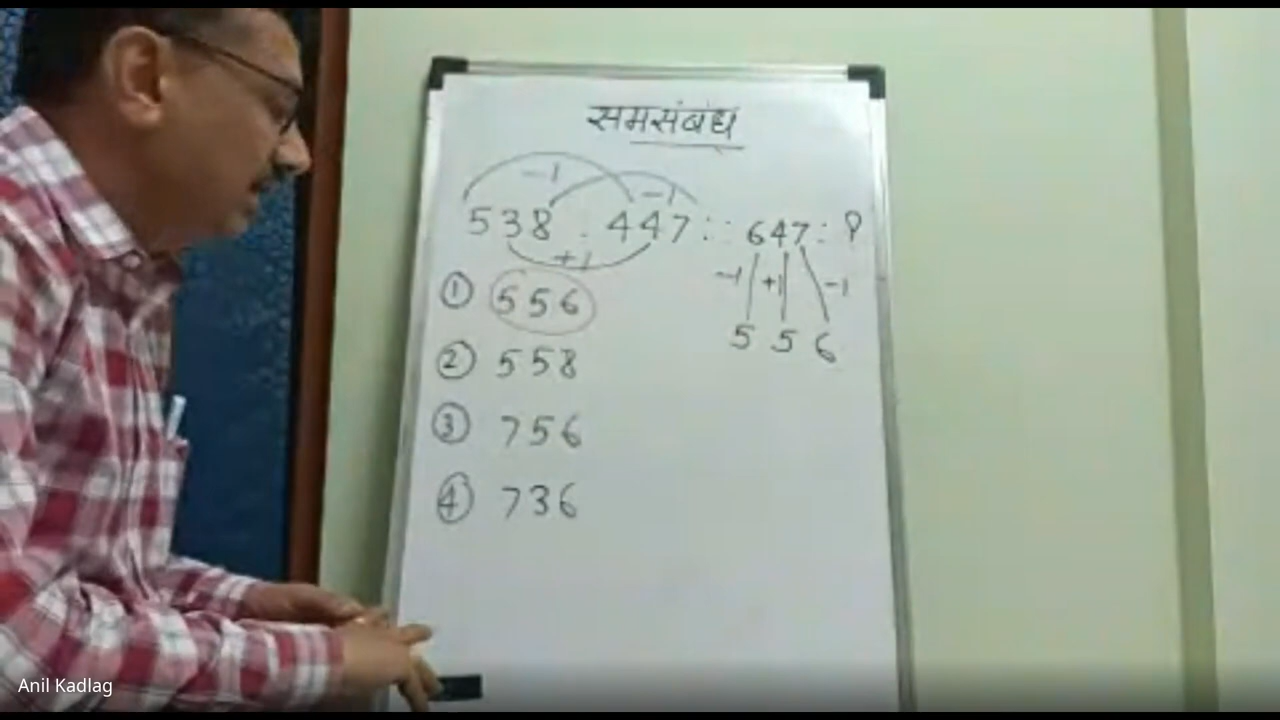 समसंबंध
-1 -1
538 : 447 :: 647 : ?
+1
-1 +1 -1
① 556
5 5 6
② 558
③ 756
④ 736
Anil Kadlag